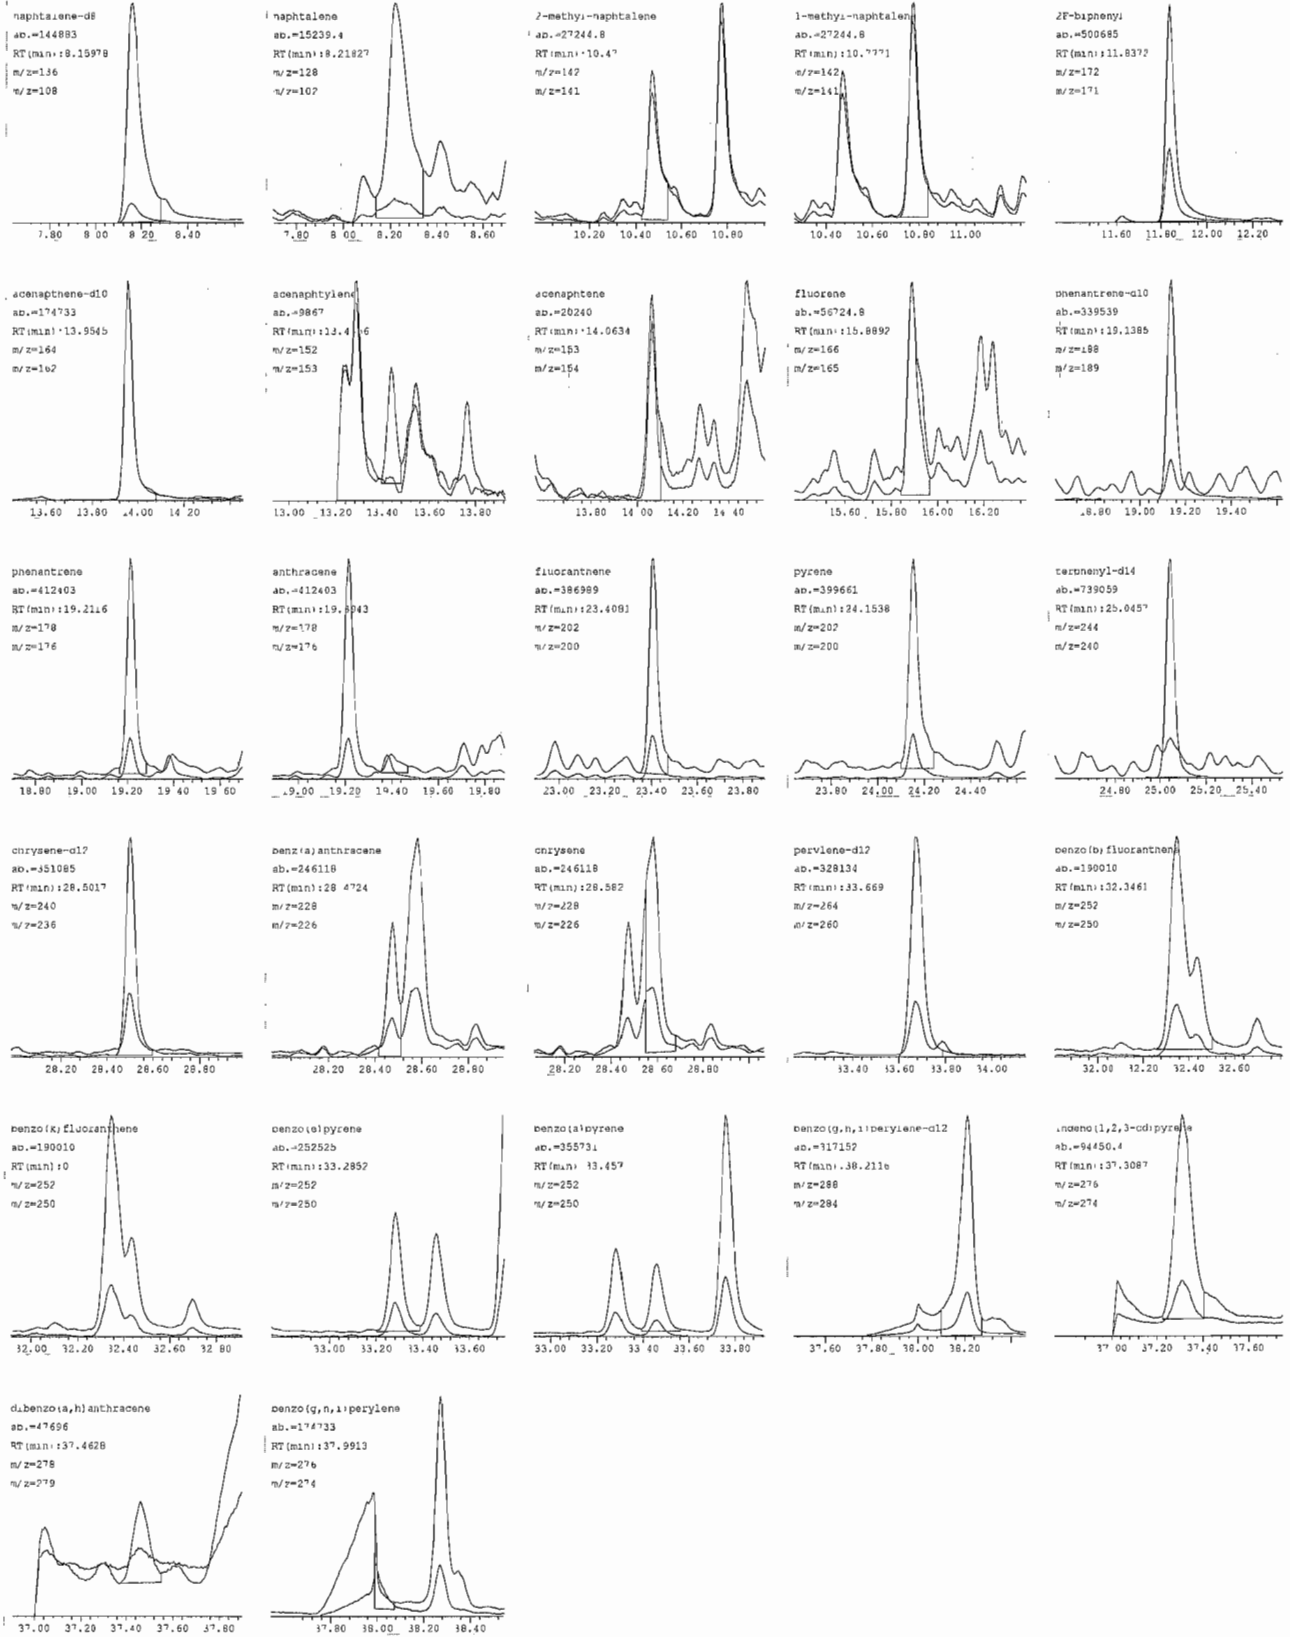 naphtalene-d8
ab.=144883
RT(min):8.15978
m/z=136
m/z=108
7.80 8 00 8 20 8.40
naphtalene
ab.=15239.4
RT(min):8.21827
m/z=128
m/z=102
7.80 8 00 8.20 8.40 8.60
2-methyl-naphtalene
ab.=27244.8
RT(min):10.47
m/z=142
m/z=141
10.20 10.40 10.60 10.80
1-methyl-naphtalen
ab.=27244.8
RT(min):10.7771
m/z=142
m/z=141
10.40 10.60 10.80 11.00
2F-biphenyl
ab.=500685
RT(min):11.8372
m/z=172
m/z=171
11.60 11.80 12.00 12.20
acenapthene-d10
ab.=174733
RT(min):13.9545
m/z=164
m/z=162
13.60 13.80 14.00 14.20
acenaphtylene
ab.=9867
m/z=152
m/z=153
13.00 13.20 13.40 13.60 13.80
acenaphtene
ab.=20240
RT(min):14.0634
m/z=153
m/z=154
13.80 14 00 14.20 14 40
fluorene
ab.=56724.8
RT(min):15.8892
m/z=166
m/z=165
15.60 15.80 16.00 16.20
phenantrene-d10
ab.=339539
RT(min):19.1385
m/z=188
m/z=189
18.80 19.00 19.20 19.40
phenantrene
ab.=412403
RT(min):19.2116
m/z=178
m/z=176
18.80 19.00 19.20 19.40 19 60
anthracene
ab.=412403
m/z=178
m/z=176
19.00 19.20 19.40 19.60 19.80
fluoranthene
ab.=386989
RT(min):23.4081
m/z=202
m/z=200
23.00 23.20 23.40 23.60 23.80
pyrene
ab.=399661
RT(min):24.1538
m/z=202
m/z=200
23.80 24.00 24.20 24.40
terphenyl-d14
ab.=739059
RT(min):25.0457
m/z=244
m/z=240
24.80 25.00 25.20 25.40
chrysene-d12
ab.=351085
RT(min):28.5017
m/z=240
m/z=236
28.20 28.40 28.60 28.80
benz(a)anthracene
ab.=246118
RT(min):28 4724
m/z=228
m/z=226
28.20 28.40 28.60 28.80
chrysene
ab.=246118
RT(min):28.582
m/z=228
m/z=226
28.20 28.40 28 60 28.80
perylene-d12
ab.=328134
RT(min):33.669
m/z=264
m/z=260
33.40 33.60 33.80 34.00
benzo(b)fluoranthen
ab.=190010
RT(min):32.3461
m/z=252
m/z=250
32.00 32.20 32.40 32.60
benzo(k)fluoranthene
ab.=190010
RT(min):0
m/z=252
m/z=250
32.00 32.20 32.40 32.60 32 80
benzo(e)pyrene
ab.=252525
RT(min):33.2852
m/z=252
m/z=250
33.00 33.20 33.40 33.60
benzo(a)pyrene
ab.=355731
RT(min):33.457
m/z=252
m/z=250
33.00 33.20 33 40 33.60 33.80
benzo(g,h,i)perylene-d12
ab.=317152
RT(min):38.2116
m/z=288
m/z=284
37.60 37.80 38.00 38.20
indeno(1,2,3-cd)pyrene
ab.=94450.4
RT(min):37.3087
m/z=276
m/z=274
37 00 37.20 37.40 37.60
dibenzo(a,h)anthracene
ab.=47696
RT(min):37.4628
m/z=278
m/z=279
37.00 37.20 37.40 37.60 37.80
benzo(g,h,i)perylene
ab.=174733
RT(min):37.9913
m/z=276
m/z=274
37.80 38.00 38.20 38.40